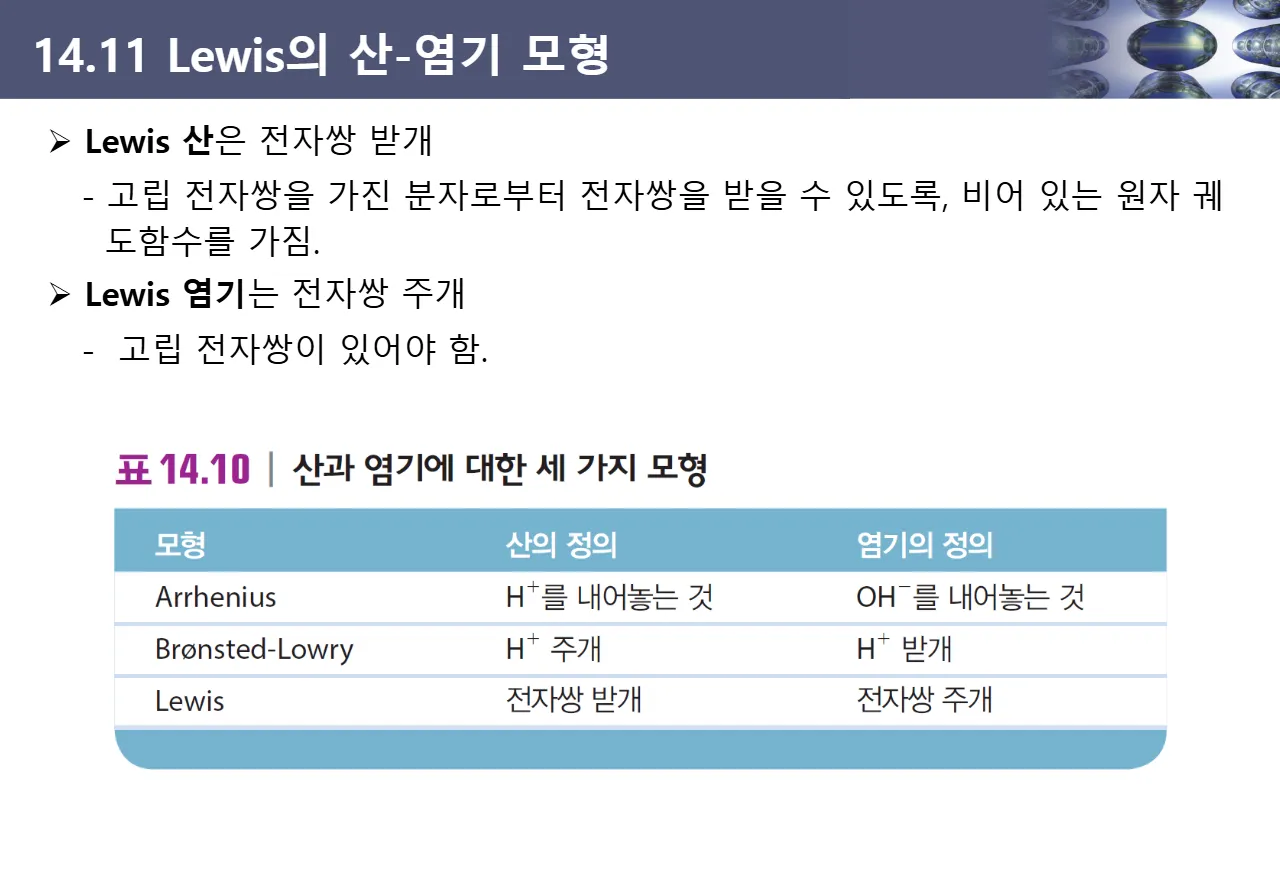 14.11 Lewis의 산-염기 모형
➢ Lewis 산은 전자쌍 받개
- 고립 전자쌍을 가진 분자로부터 전자쌍을 받을 수 있도록, 비어 있는 원자 궤
도함수를 가짐.
➢ Lewis 염기는 전자쌍 주개
- 고립 전자쌍이 있어야 함.
표 14.10 | 산과 염기에 대한 세 가지 모형
모형 산의 정의 염기의 정의
Arrhenius H⁺를 내어놓는 것 OH⁻를 내어놓는 것
Brønsted-Lowry H⁺ 주개 H⁺ 받개
Lewis 전자쌍 받개 전자쌍 주개